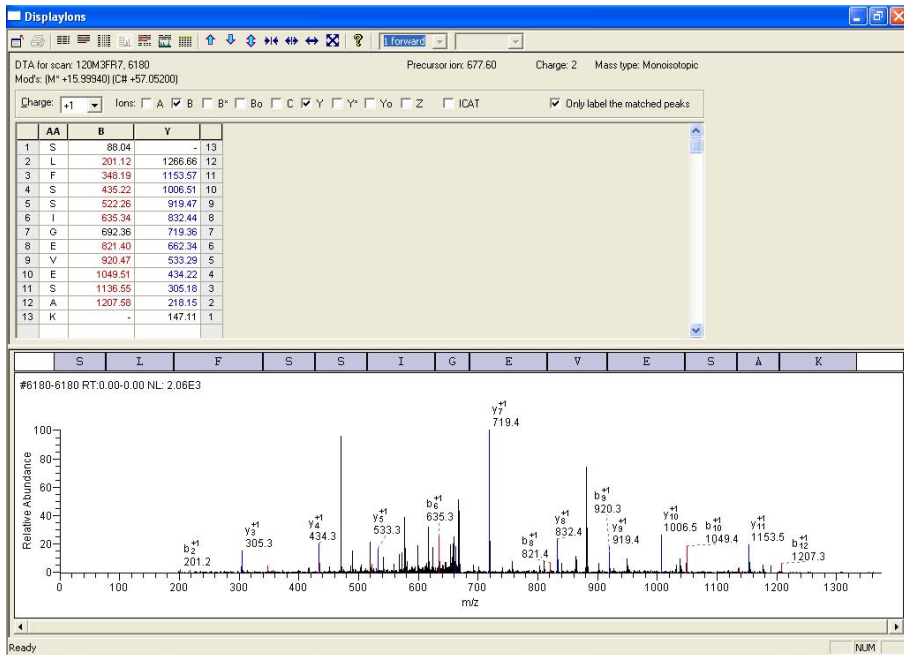 DisplayIons
1 forward
DTA for scan: 120M3FR7, 6180 Precursor ion: 677.60 Charge: 2 Mass type: Monoisotopic
Mod's: (M* +15.99940) (C# +57.05200)
Charge: +1 Ions: A B B* Bo C Y Y* Yo Z ICAT Only label the matched peaks
AA B Y
1 S 88.04 - 13
2 L 201.12 1266.66 12
3 F 348.19 1153.57 11
4 S 435.22 1006.51 10
5 S 522.26 919.47 9
6 I 635.34 832.44 8
7 G 692.36 719.36 7
8 E 821.40 662.34 6
9 V 920.47 533.29 5
10 E 1049.51 434.22 4
11 S 1136.55 305.18 3
12 A 1207.58 218.15 2
13 K - 147.11 1
S L F S S I G E V E S A K
#6180-6180 RT:0.00-0.00 NL: 2.06E3
Relative Abundance
100
80
60
40
20
0
b2+1
201.2
y3+1
305.3
y4+1
434.3
y5+1
533.3
b6+1
635.3
y7+1
719.4
b8+1
821.4
y8+1
832.4
b9+1
920.3
y9+1
919.4
y10+1
1006.5
b10+1
1049.4
y11+1
1153.5
b12+1
1207.3
0 100 200 300 400 500 600 700 800 900 1000 1100 1200 1300
m/z
Ready NUM